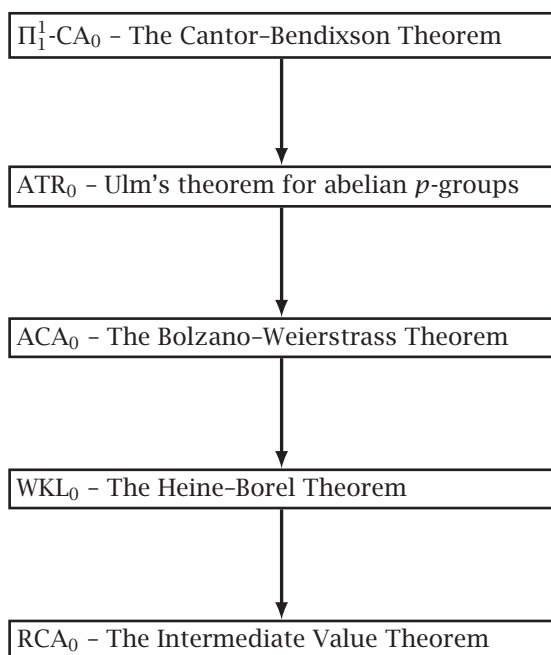 Π¹₁-CA₀ – The Cantor–Bendixson Theorem
ATR₀ – Ulm’s theorem for abelian p-groups
ACA₀ – The Bolzano–Weierstrass Theorem
WKL₀ – The Heine–Borel Theorem
RCA₀ – The Intermediate Value Theorem